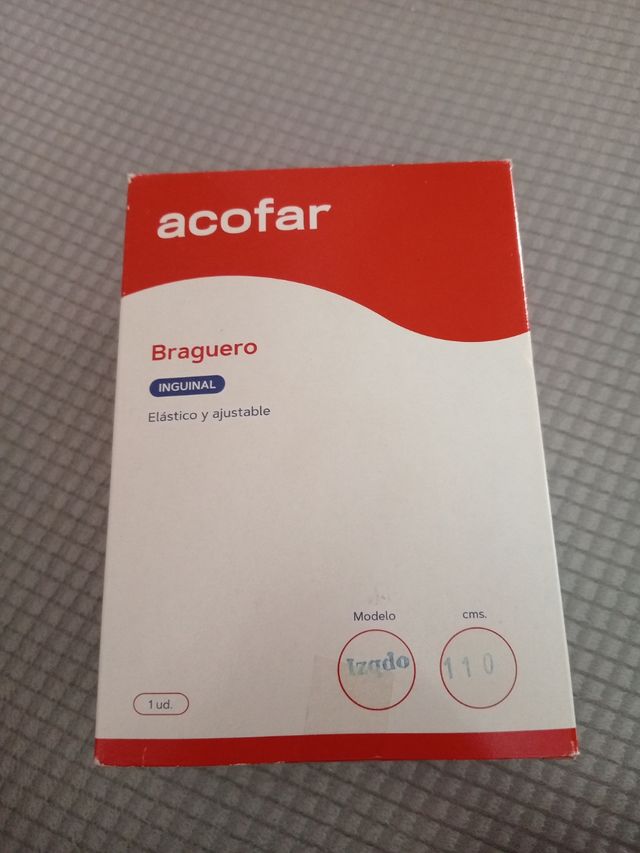 acofar
Braguero
INGUINAL
Elástico y ajustable
Modelo
cms.
Izqdo
110
1 ud.